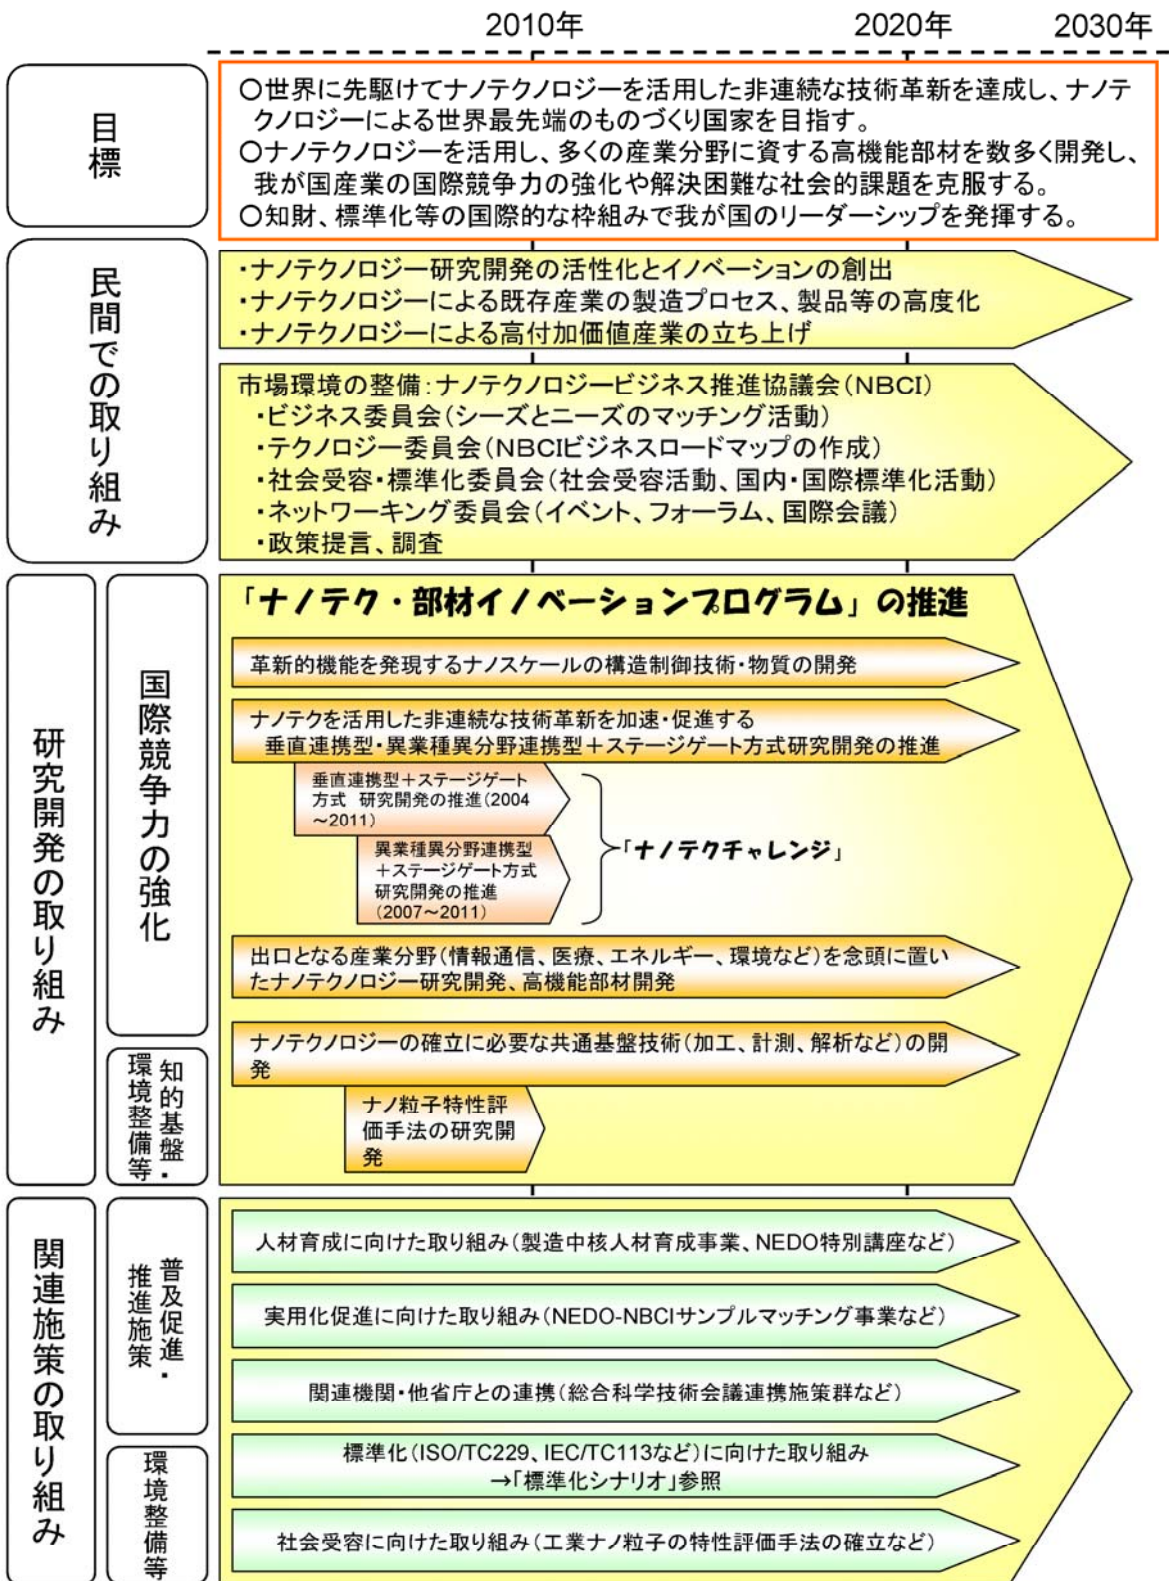 2010年
2020年
2030年
目標
○世界に先駆けてナノテクノロジーを活用した非連続な技術革新を達成し、ナノテ
クノロジーによる世界最先端のものづくり国家を目指す。
○ナノテクノロジーを活用し、多くの産業分野に資する高機能部材を数多く開発し、
我が国産業の国際競争力の強化や解決困難な社会的課題を克服する。
○知財、標準化等の国際的な枠組みで我が国のリーダーシップを発揮する。
民間での取り組み
・ナノテクノロジー研究開発の活性化とイノベーションの創出
・ナノテクノロジーによる既存産業の製造プロセス、製品等の高度化
・ナノテクノロジーによる高付加価値産業の立ち上げ
市場環境の整備:ナノテクノロジービジネス推進協議会(NBCI)
・ビジネス委員会(シーズとニーズのマッチング活動)
・テクノロジー委員会(NBCIビジネスロードマップの作成)
・社会受容・標準化委員会(社会受容活動、国内・国際標準化活動)
・ネットワーキング委員会(イベント、フォーラム、国際会議)
・政策提言、調査
研究開発の取り組み
国際競争力の強化
「ナノテク・部材イノベーションプログラム」の推進
革新的機能を発現するナノスケールの構造制御技術・物質の開発
ナノテクを活用した非連続な技術革新を加速・促進する
垂直連携型・異業種異分野連携型+ステージゲート方式研究開発の推進
垂直連携型+ステージゲート
方式 研究開発の推進(2004
~2011)
異業種異分野連携型
+ステージゲート方式
研究開発の推進
(2007~2011)
「ナノテクチャレンジ」
出口となる産業分野(情報通信、医療、エネルギー、環境など)を念頭に置い
たナノテクノロジー研究開発、高機能部材開発
知的基盤・
環境整備等
ナノテクノロジーの確立に必要な共通基盤技術(加工、計測、解析など)の開
発
ナノ粒子特性評
価手法の研究開
発
関連施策の取り組み
普及促進・
推進施策
人材育成に向けた取り組み(製造中核人材育成事業、NEDO特別講座など)
実用化促進に向けた取り組み(NEDO-NBCIサンプルマッチング事業など)
関連機関・他省庁との連携(総合科学技術会議連携施策群など)
環境整備等
標準化(ISO/TC229、IEC/TC113など)に向けた取り組み
→「標準化シナリオ」参照
社会受容に向けた取り組み(工業ナノ粒子の特性評価手法の確立など)